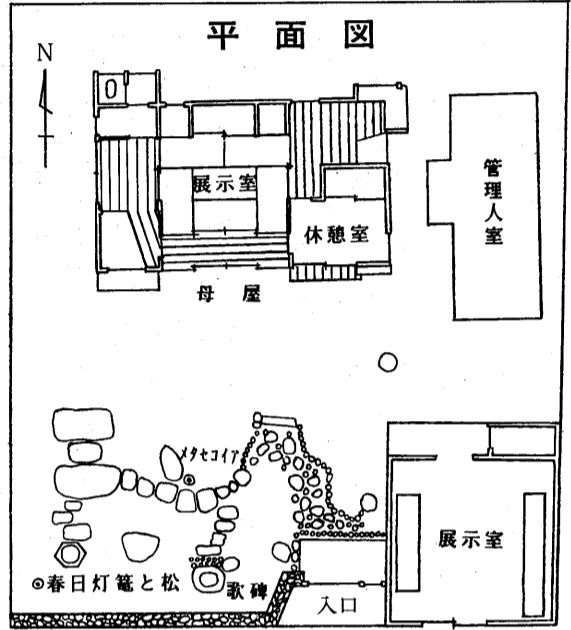 平面図
N
展示室
休憩室
管理人室
母屋
メタセコイア
展示室
◎春日灯籠と松
歌碑
入口